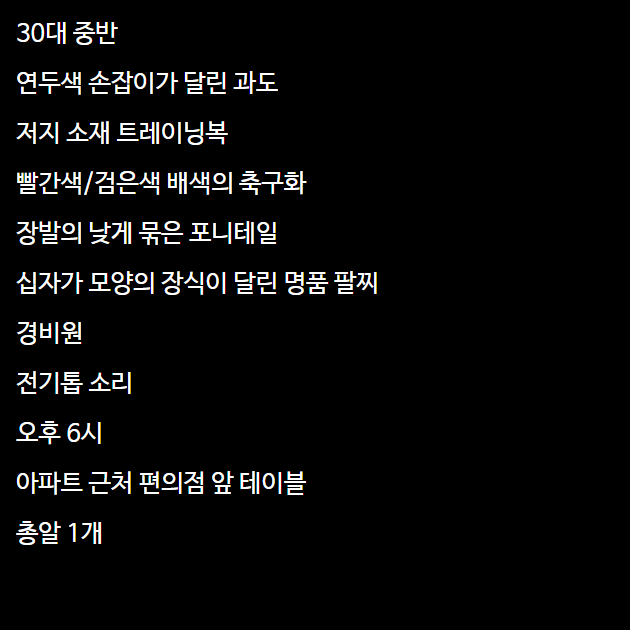 30대 중반
연두색 손잡이가 달린 과도
저지 소재 트레이닝복
빨간색/검은색 배색의 축구화
장발의 낮게 묶은 포니테일
십자가 모양의 장식이 달린 명품 팔찌
경비원
전기톱 소리
오후 6시
아파트 근처 편의점 앞 테이블
총알 1개